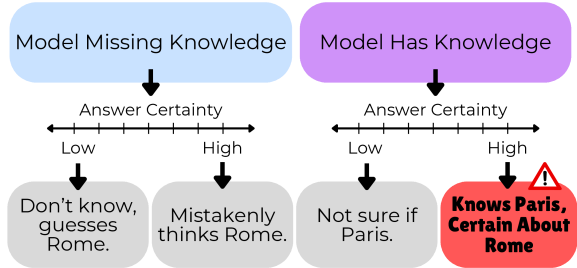 Model Missing Knowledge
Model Has Knowledge
Answer Certainty
Answer Certainty
Low
High
Low
High
Don't know,
guesses
Rome.
Mistakenly
thinks Rome.
Not sure if
Paris.
!
Knows Paris,
Certain About
Rome